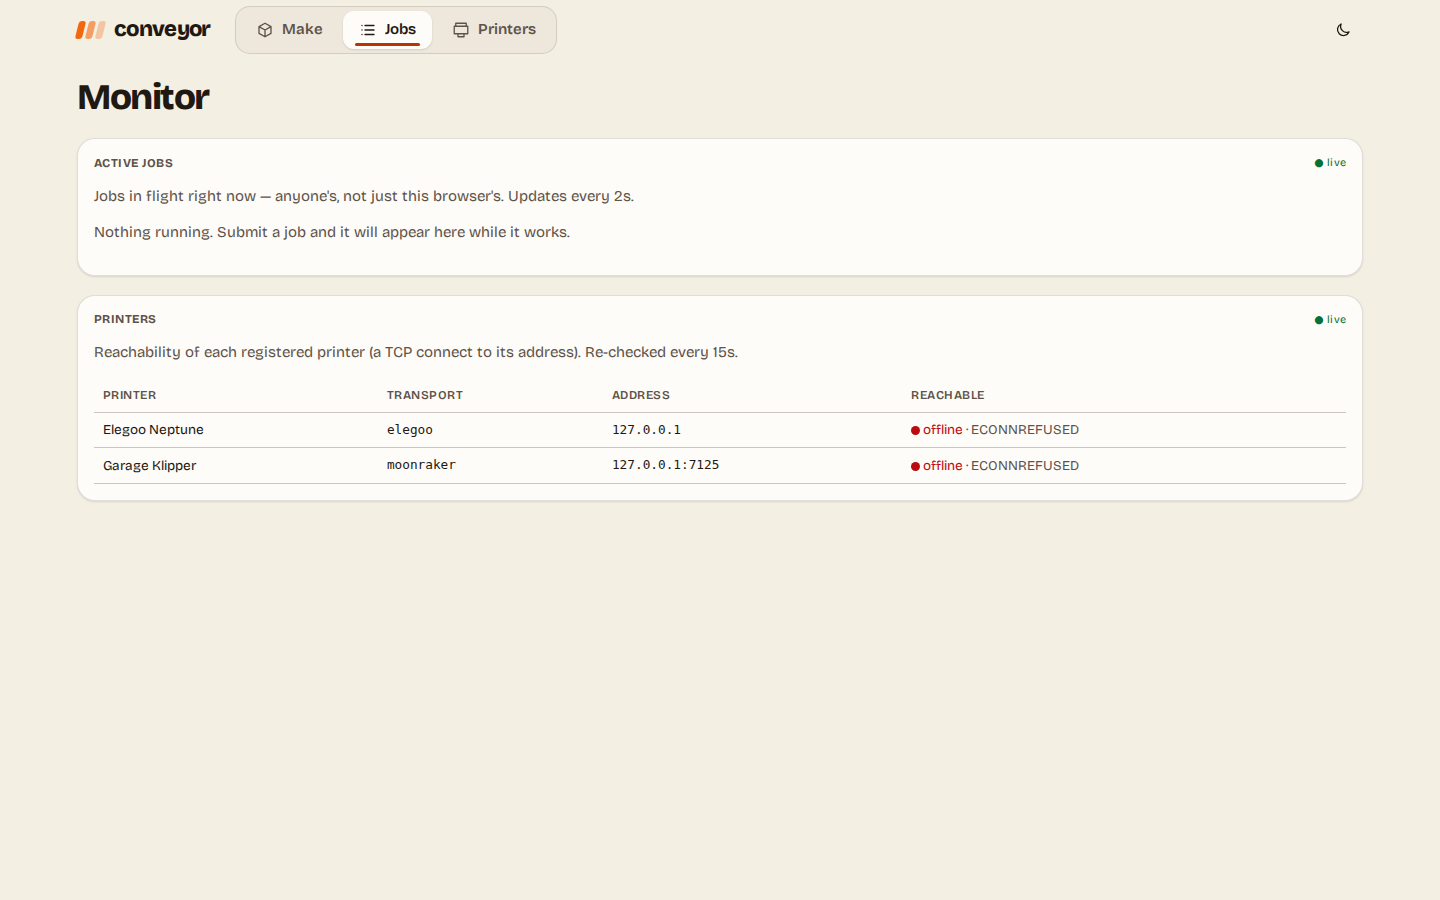 conveyor
Make
Jobs
Printers
Monitor
ACTIVE JOBS
live
Jobs in flight right now — anyone's, not just this browser's. Updates every 2s.
Nothing running. Submit a job and it will appear here while it works.
PRINTERS
live
Reachability of each registered printer (a TCP connect to its address). Re-checked every 15s.
PRINTER TRANSPORT ADDRESS REACHABLE
Elegoo Neptune elegoo 127.0.0.1 offline · ECONNREFUSED
Garage Klipper moonraker 127.0.0.1:7125 offline · ECONNREFUSED